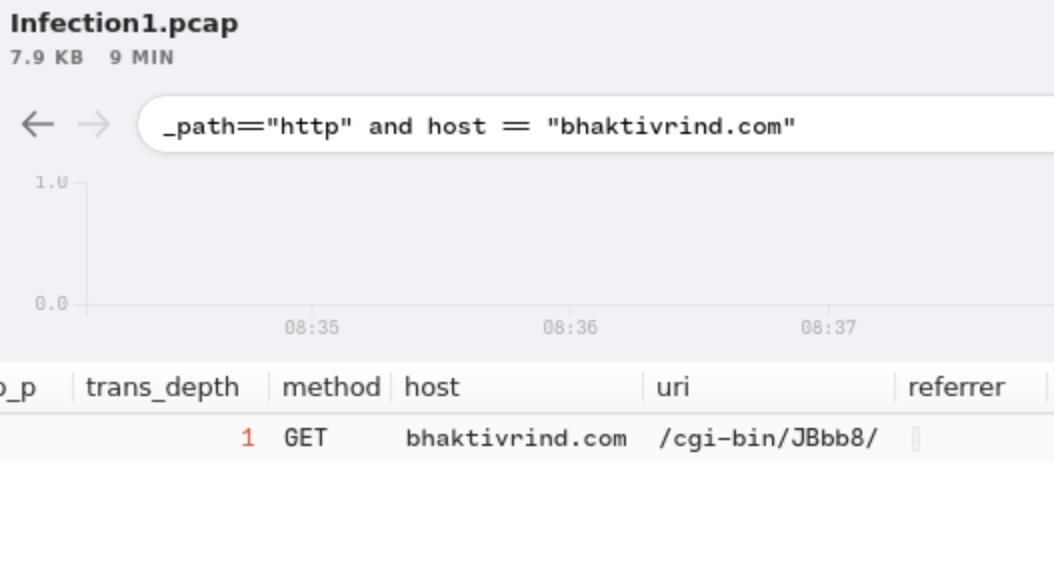 Infection1.pcap
7.9 KB 9 MIN
_path=="http" and host == "bhaktivrind.com"
1.0
0.0
08:35 08:36 08:37
o_p trans_depth method host uri referrer
1 GET bhaktivrind.com /cgi-bin/JBbb8/